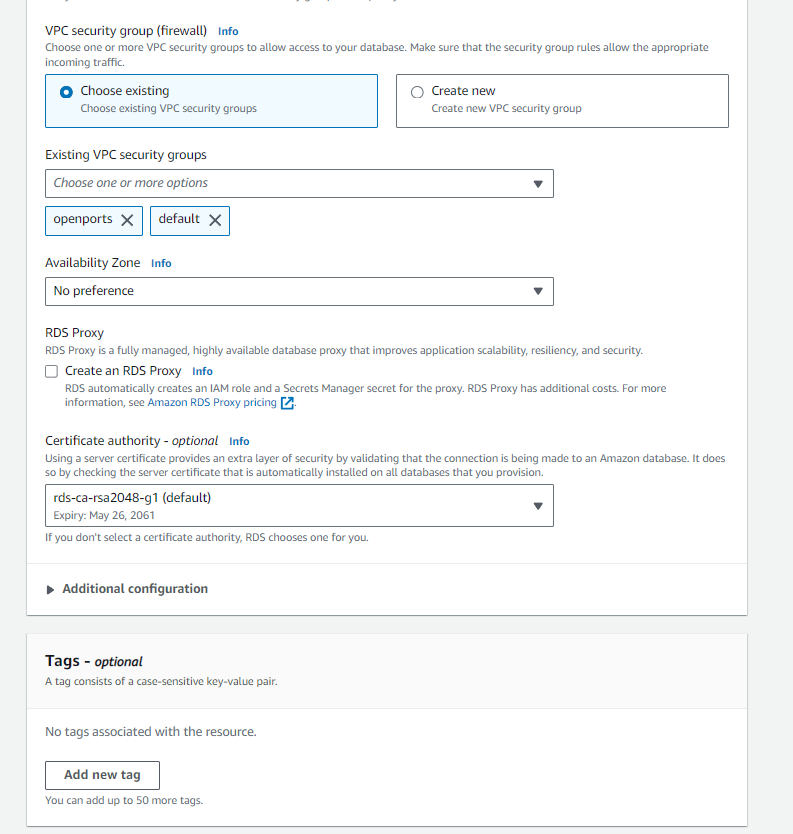 VPC security group (firewall) Info
Choose one or more VPC security groups to allow access to your database. Make sure that the security group rules allow the appropriate
incoming traffic.
Choose existing
Choose existing VPC security groups
Create new
Create new VPC security group
Existing VPC security groups
Choose one or more options
openports
default
Availability Zone Info
No preference
RDS Proxy
RDS Proxy is a fully managed, highly available database proxy that improves application scalability, resiliency, and security.
Create an RDS Proxy Info
RDS automatically creates an IAM role and a Secrets Manager secret for the proxy. RDS Proxy has additional costs. For more
information, see Amazon RDS Proxy pricing.
Certificate authority - optional Info
Using a server certificate provides an extra layer of security by validating that the connection is being made to an Amazon database. It does
so by checking the server certificate that is automatically installed on all databases that you provision.
rds-ca-rsa2048-g1 (default)
Expiry: May 26, 2061
If you don't select a certificate authority, RDS chooses one for you.
Additional configuration
Tags - optional
A tag consists of a case-sensitive key-value pair.
No tags associated with the resource.
Add new tag
You can add up to 50 more tags.